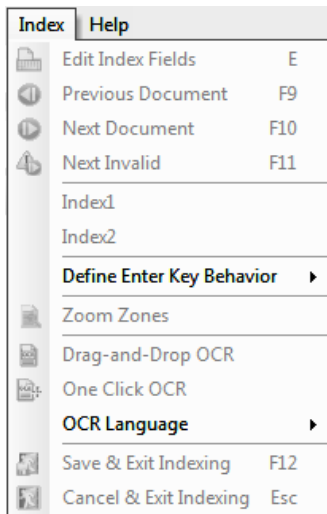 Index Help
Edit Index Fields E
Previous Document F9
Next Document F10
Next Invalid F11
Index1
Index2
Define Enter Key Behavior
Zoom Zones
Drag-and-Drop OCR
One Click OCR
OCR Language
Save & Exit Indexing F12
Cancel & Exit Indexing Esc